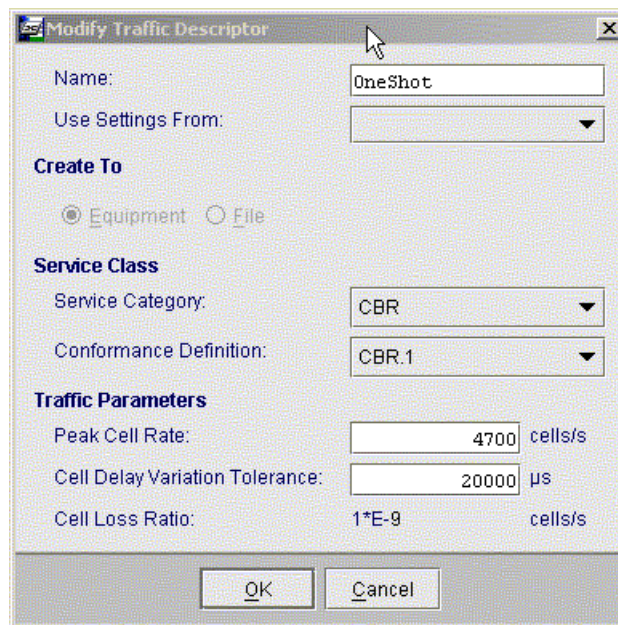 Modify Traffic Descriptor
Name: OneShot
Use Settings From:
Create To
Equipment File
Service Class
Service Category: CBR
Conformance Definition: CBR.1
Traffic Parameters
Peak Cell Rate: 4700 cells/s
Cell Delay Variation Tolerance: 20000 µs
Cell Loss Ratio: 1*E-9 cells/s
OK Cancel